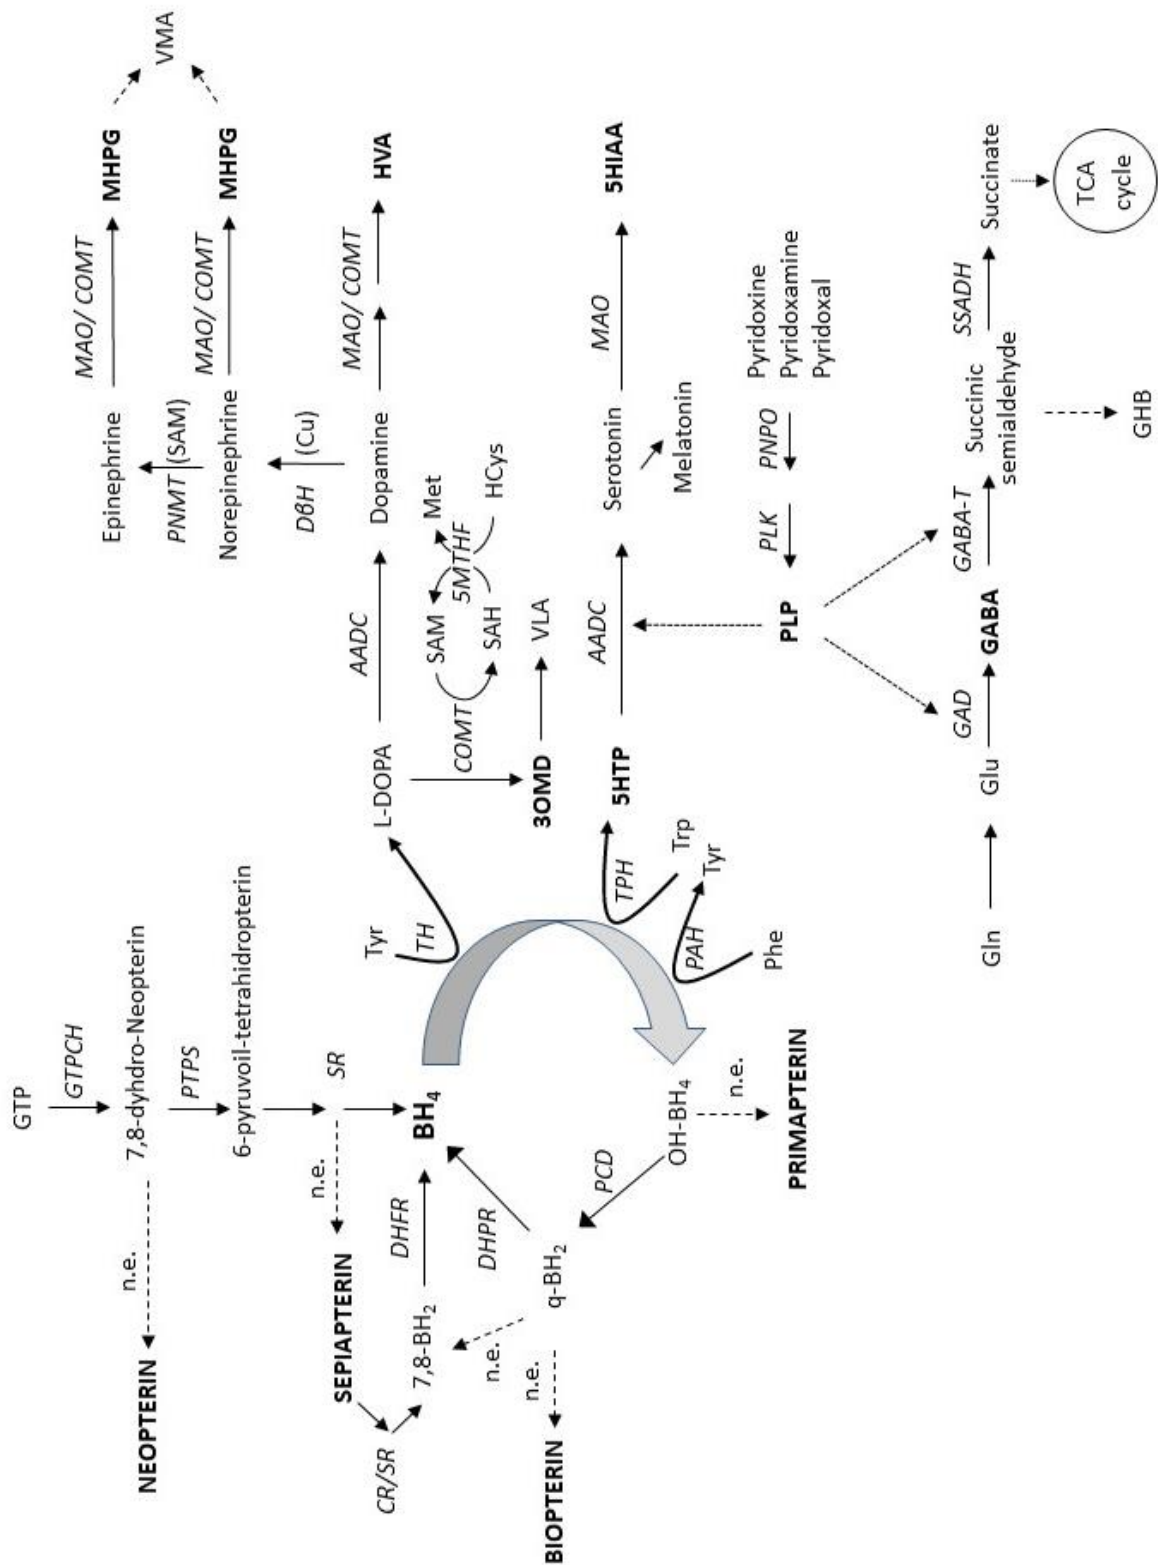 GTP
GTPCH
7,8-dyhdro-Neopterin
n.e.
NEOPTERIN
PTPS
6-pyruvoil-tetrahidropterin
SR
n.e.
SEPIAPTERIN
CR/SR
7,8-BH2
DHFR
BH4
DHPR
q-BH2
n.e.
n.e.
BIOPTERIN
PCD
OH-BH4
n.e.
PRIMAPTERIN
Tyr
TH
L-DOPA
AADC
Dopamine
MAO/ COMT
HVA
DβH
(Cu)
Norepinephrine
MAO/ COMT
MHPG
PNMT (SAM)
Epinephrine
MAO/ COMT
MHPG
VMA
COMT
SAM
SAH
5MTHF
Met
HCys
3OMD
VLA
TPH
Trp
5HTP
AADC
Serotonin
MAO
5HIAA
Melatonin
PAH
Phe
Tyr
PLP
PLK
PNPO
Pyridoxine
Pyridoxamine
Pyridoxal
Gln
Glu
GAD
GABA
GABA-T
Succinic
semialdehyde
SSADH
Succinate
TCA
cycle
GHB